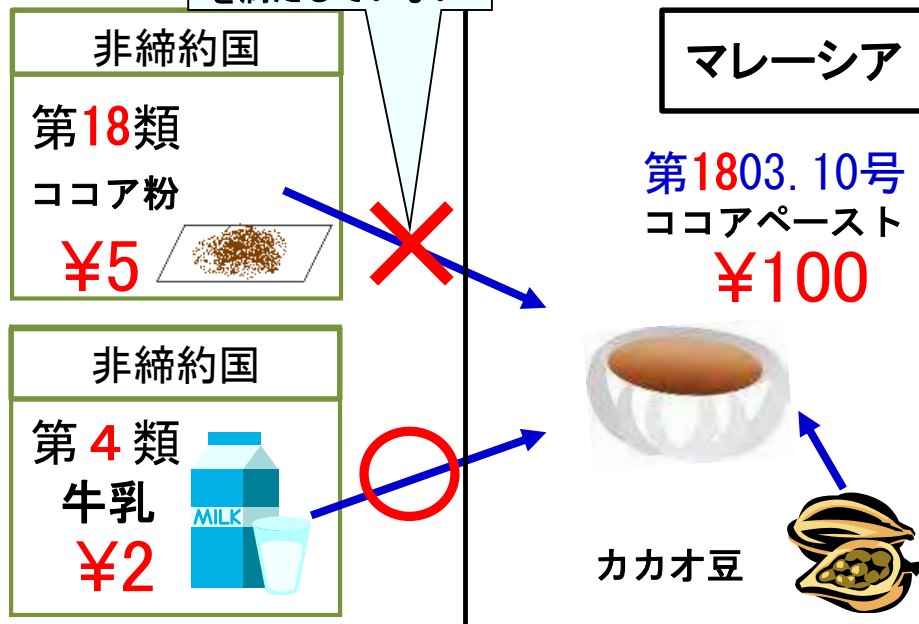 非締約国
第18類
ココア粉
¥5
非締約国
第4類
牛乳
¥2
MILK
マレーシア
第1803.10号
ココアペースト
¥100
カカオ豆